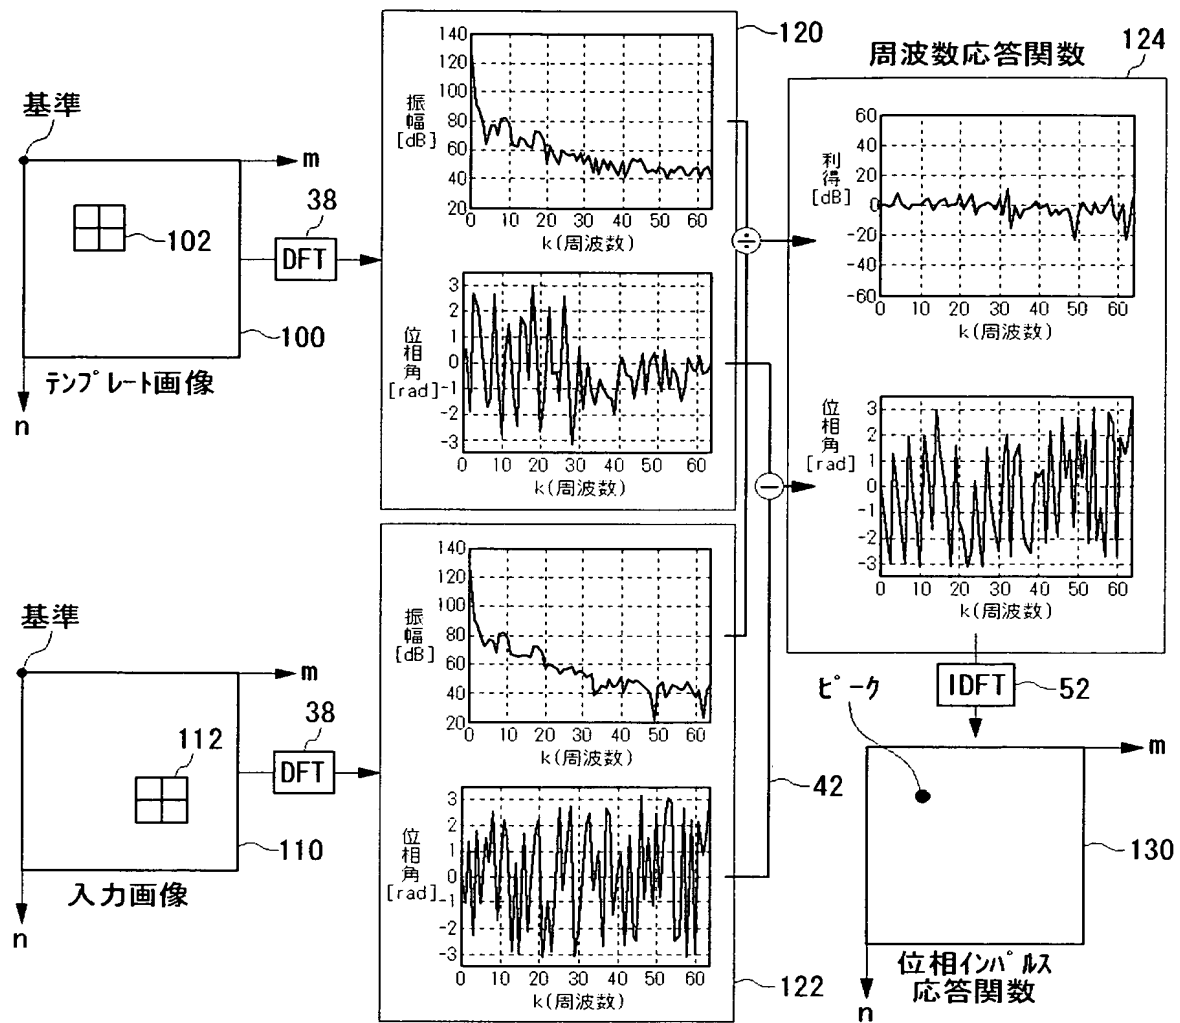 基準
m
102
100
n
テンプレート画像
38
DFT
120
振幅
[dB]
140
120
100
80
60
40
20
0 10 20 30 40 50 60
k(周波数)
位相角
[rad]
3
2
1
0
-1
-2
-3
0 10 20 30 40 50 60
k(周波数)
÷
−
周波数応答関数
124
利得
[dB]
60
40
20
0
-20
-40
-60
0 10 20 30 40 50 60
k(周波数)
位相角
[rad]
3
2
1
0
-1
-2
-3
0 10 20 30 40 50 60
k(周波数)
基準
m
112
110
n
入力画像
38
DFT
振幅
[dB]
140
120
100
80
60
40
20
0 10 20 30 40 50 60
k(周波数)
位相角
[rad]
3
2
1
0
-1
-2
-3
0 10 20 30 40 50 60
k(周波数)
122
42
IDFT
52
ピーク
m
130
n
位相インパルス
応答関数